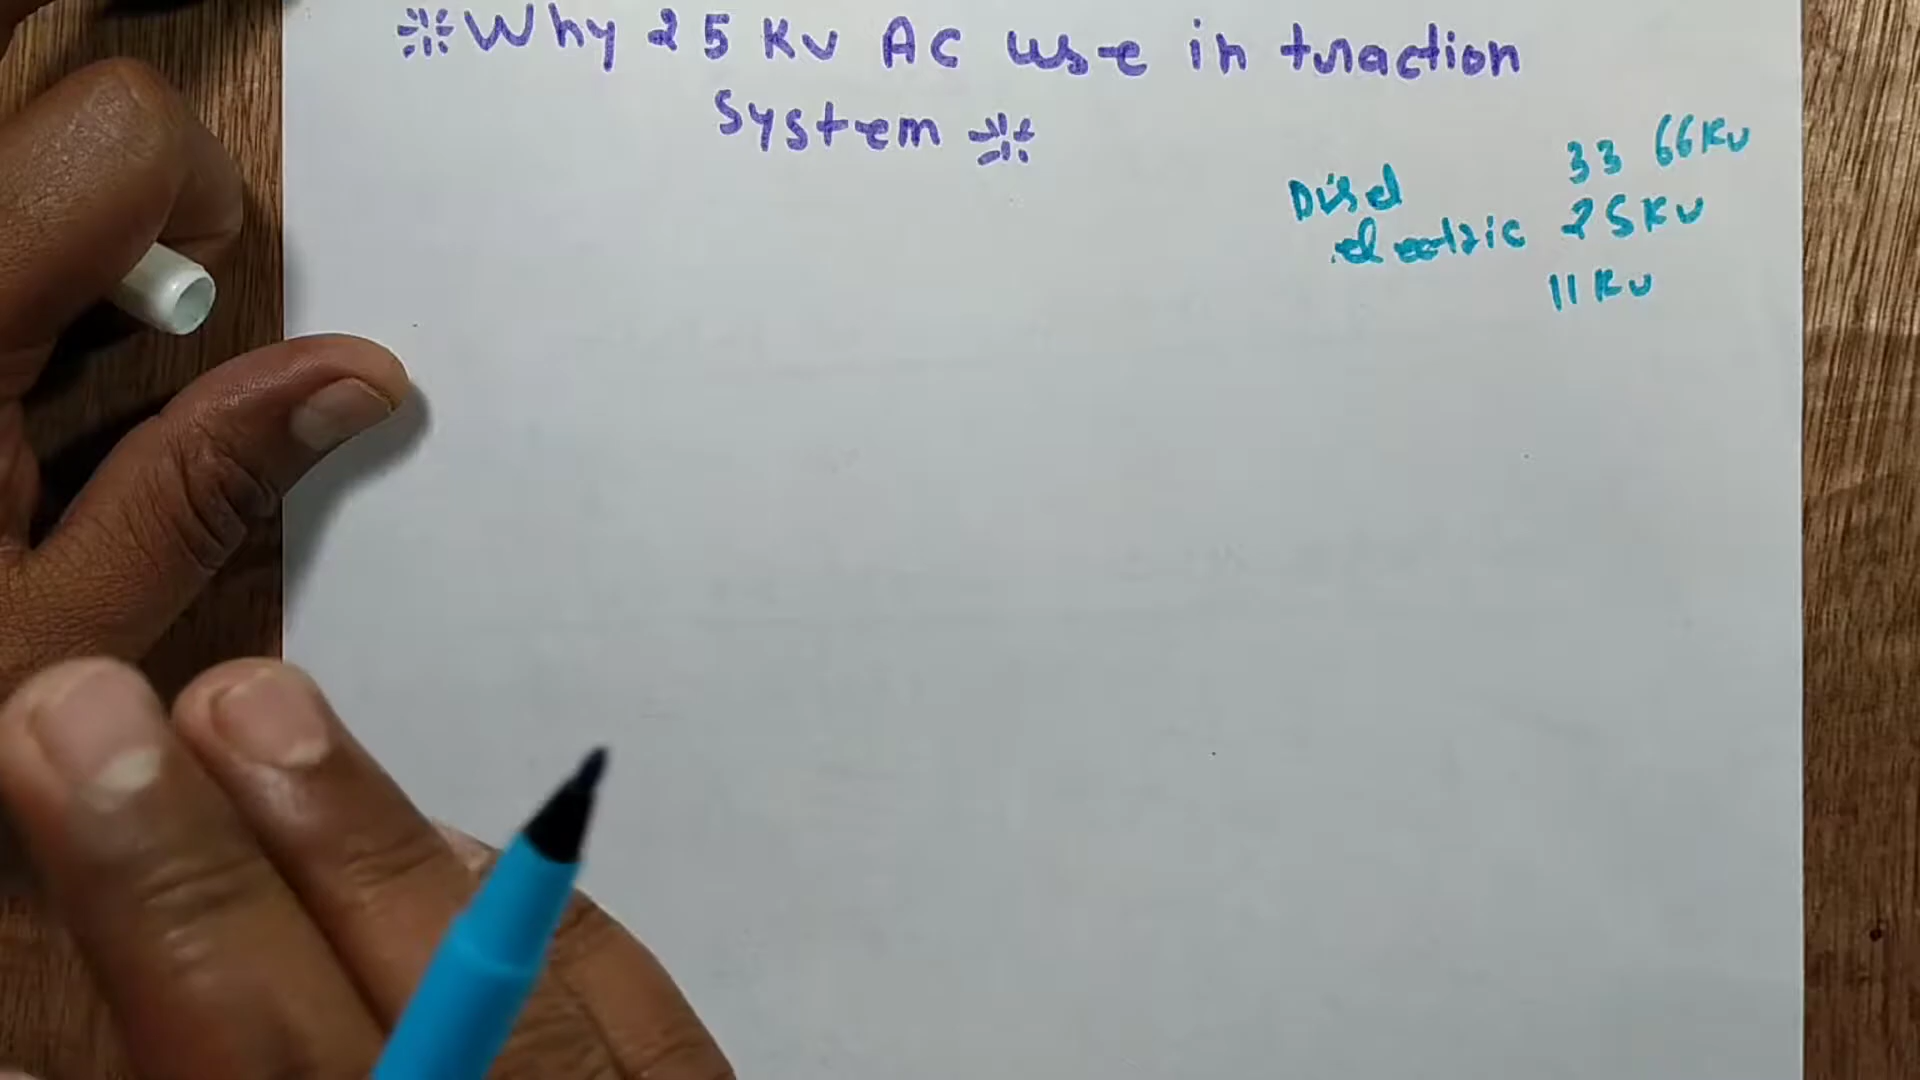 Why 25 Kv AC use in traction
System
33 66Kv
Disel
electric 25Kv
11Kv